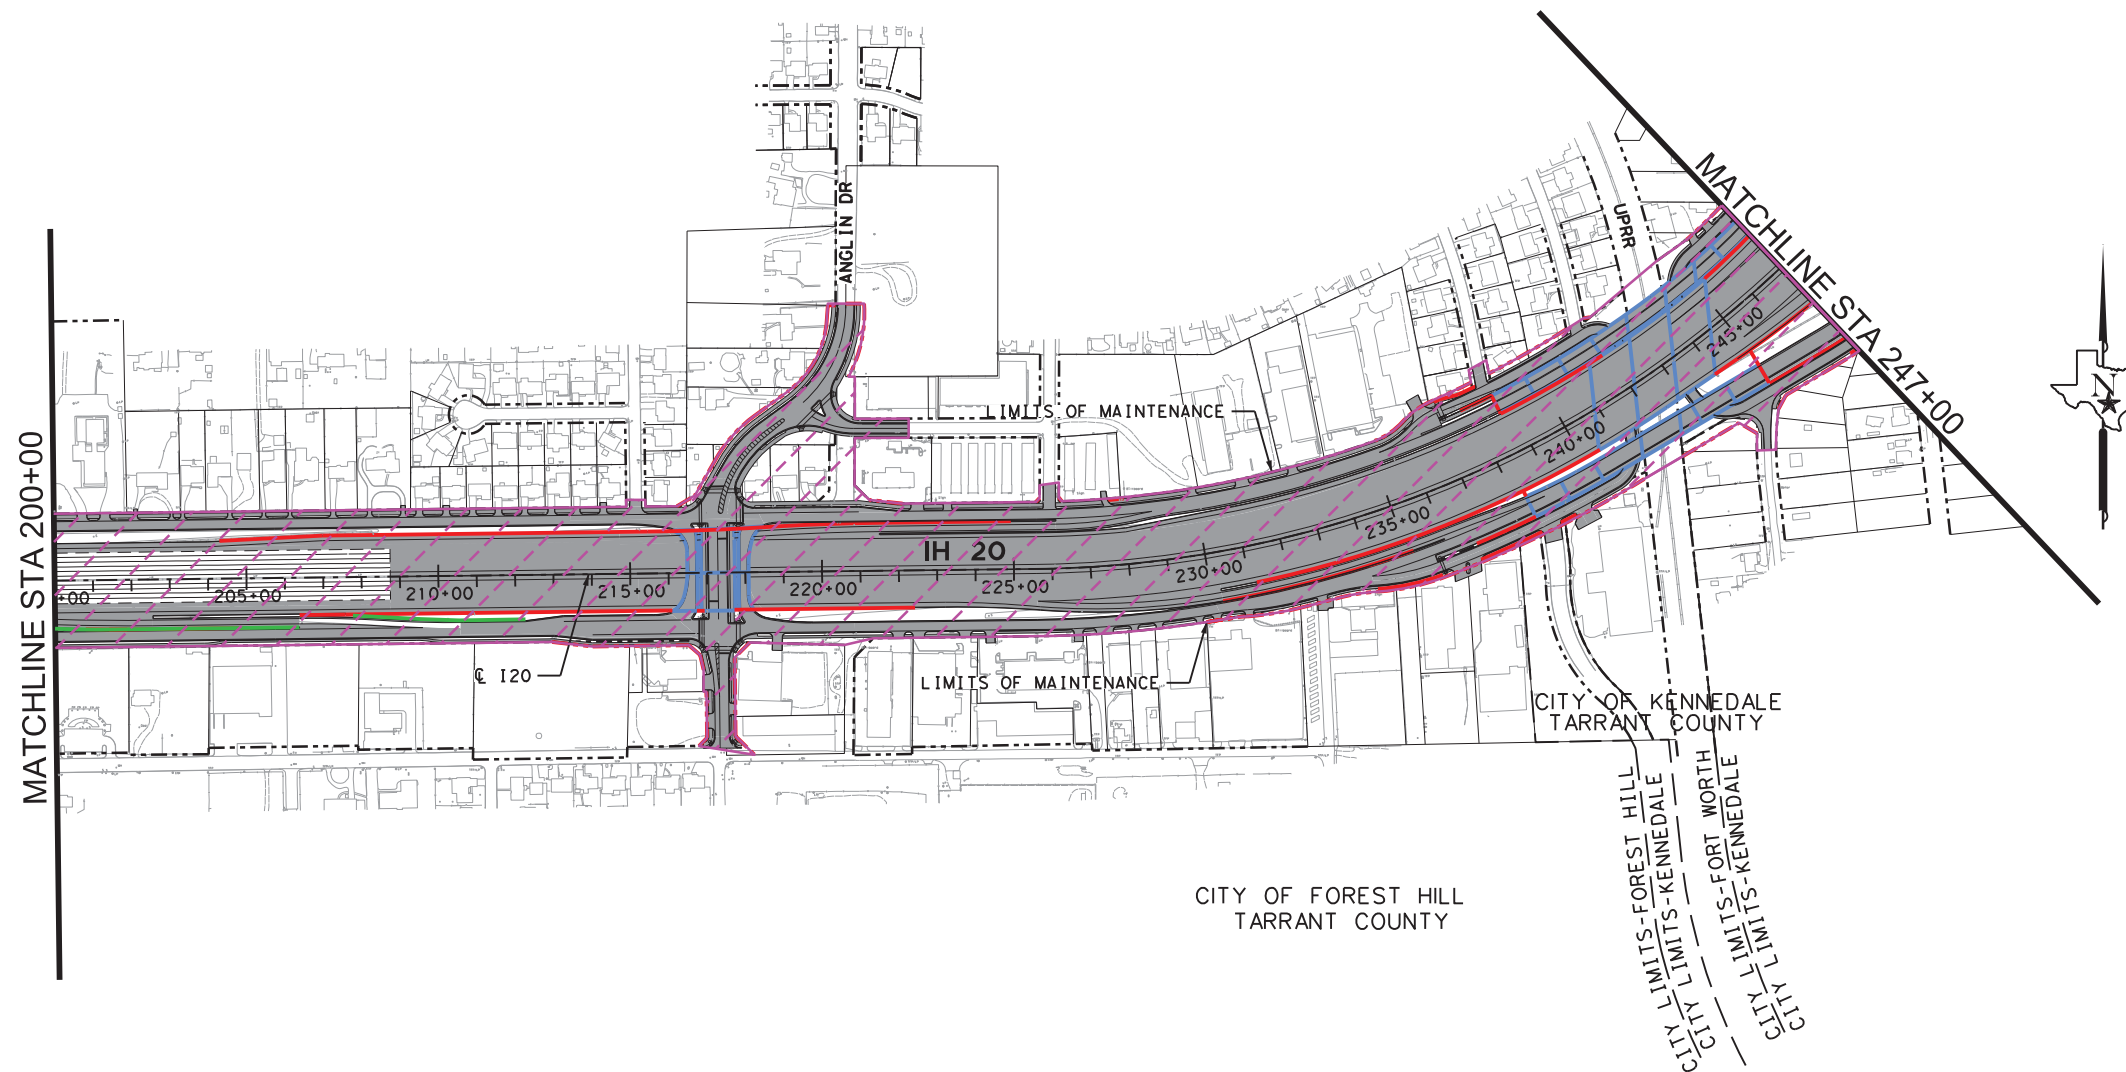 MATCHLINE STA 200+00
ANGLIN DR
UPRR
MATCHLINE STA 247+00
N
LIMITS OF MAINTENANCE
245+00
240+00
235+00
IH 20
230+00
225+00
220+00
215+00
210+00
205+00
+00
℄ I20
LIMITS OF MAINTENANCE
CITY OF KENNEDALE
TARRANT COUNTY
CITY OF FOREST HILL
TARRANT COUNTY
CITY LIMITS-FOREST HILL
CITY LIMITS-KENNEDALE
CITY LIMITS-FORT WORTH
CITY LIMITS-KENNEDALE